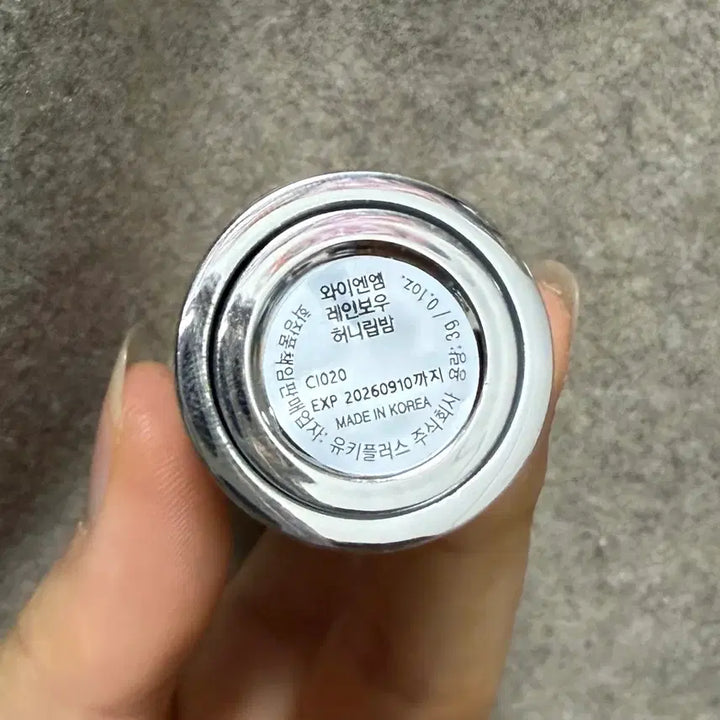 와이엔엠
레인보우
허니립밤
CI020
EXP 20260910까지
MADE IN KOREA
화장품책임판매업자: 유키플러스 주식회사
용량: 3g / 0.1oz.